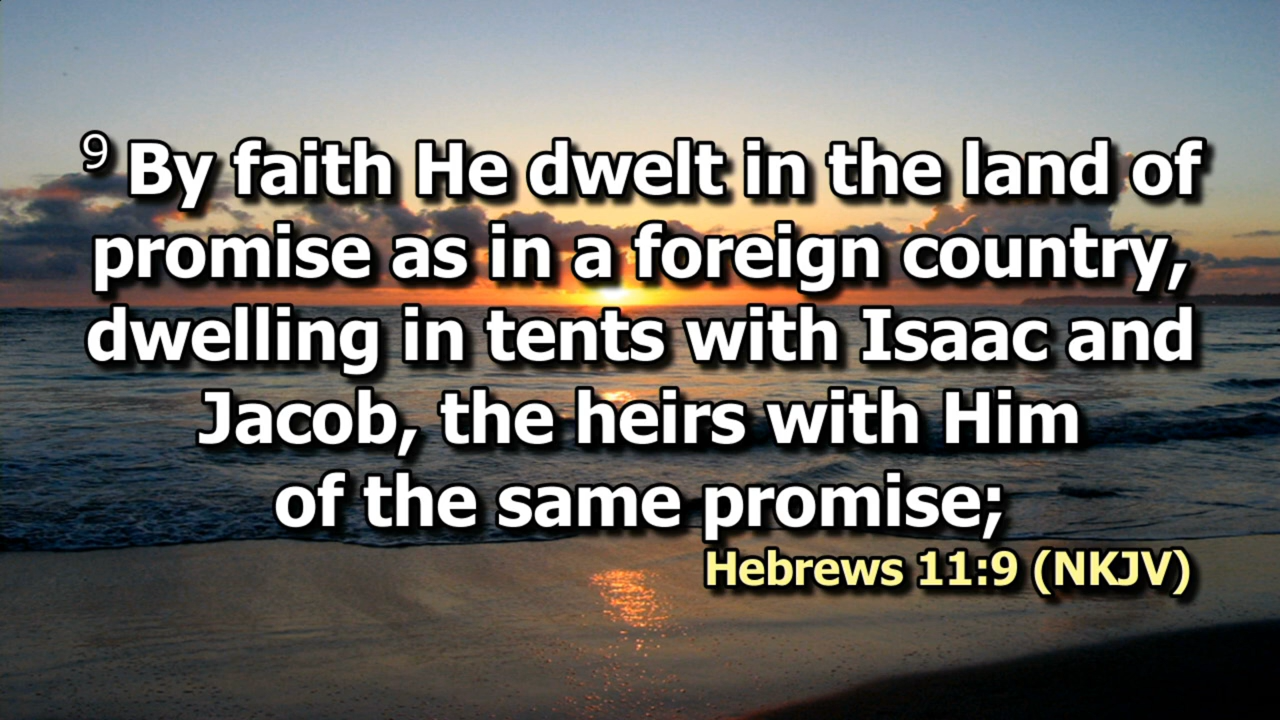 9 By faith He dwelt in the land of
promise as in a foreign country,
dwelling in tents with Isaac and
Jacob, the heirs with Him
of the same promise;
Hebrews 11:9 (NKJV)